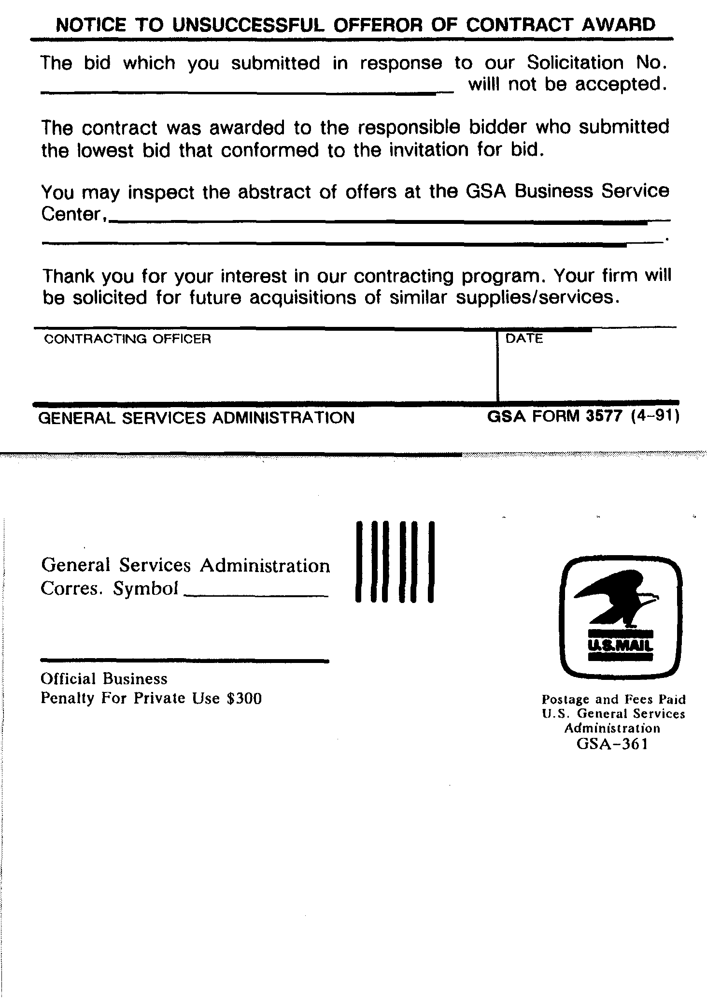 NOTICE TO UNSUCCESSFUL OFFEROR OF CONTRACT AWARD
The bid which you submitted in response to our Solicitation No.
willl not be accepted.
The contract was awarded to the responsible bidder who submitted
the lowest bid that conformed to the invitation for bid.
You may inspect the abstract of offers at the GSA Business Service
Center,
.
Thank you for your interest in our contracting program. Your firm will
be solicited for future acquisitions of similar supplies/services.
CONTRACTING OFFICER
DATE
GENERAL SERVICES ADMINISTRATION
GSA FORM 3577 (4-91)
General Services Administration
Corres. Symbol
Official Business
Penalty For Private Use $300
U.S.MAIL
Postage and Fees Paid
U.S. General Services
Administration
GSA-361